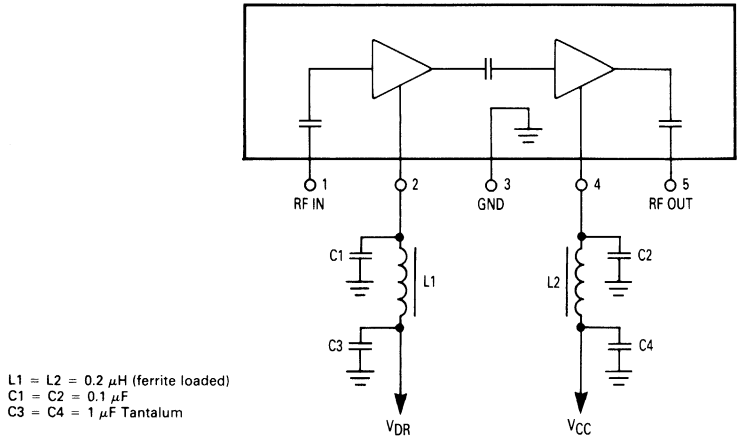 1 2 3 4 5
RF IN GND RF OUT
C1 C2
L1 L2
C3 C4
L1 = L2 = 0.2 μH (ferrite loaded)
C1 = C2 = 0.1 μF
C3 = C4 = 1 μF Tantalum
VDR VCC